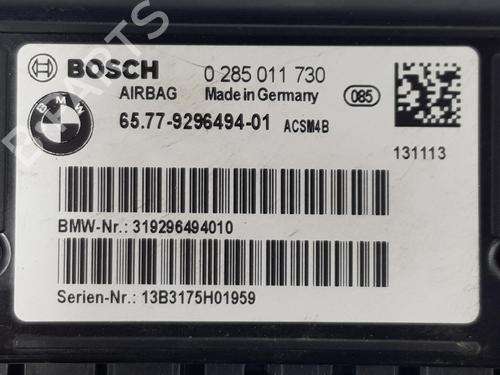 BOSCH 0 285 011 730
AIRBAG Made in Germany 085
BMW 65.77-9296494-01 ACSM4B
131113
BMW-Nr.: 319296494010
Serien-Nr.: 13B3175H01959